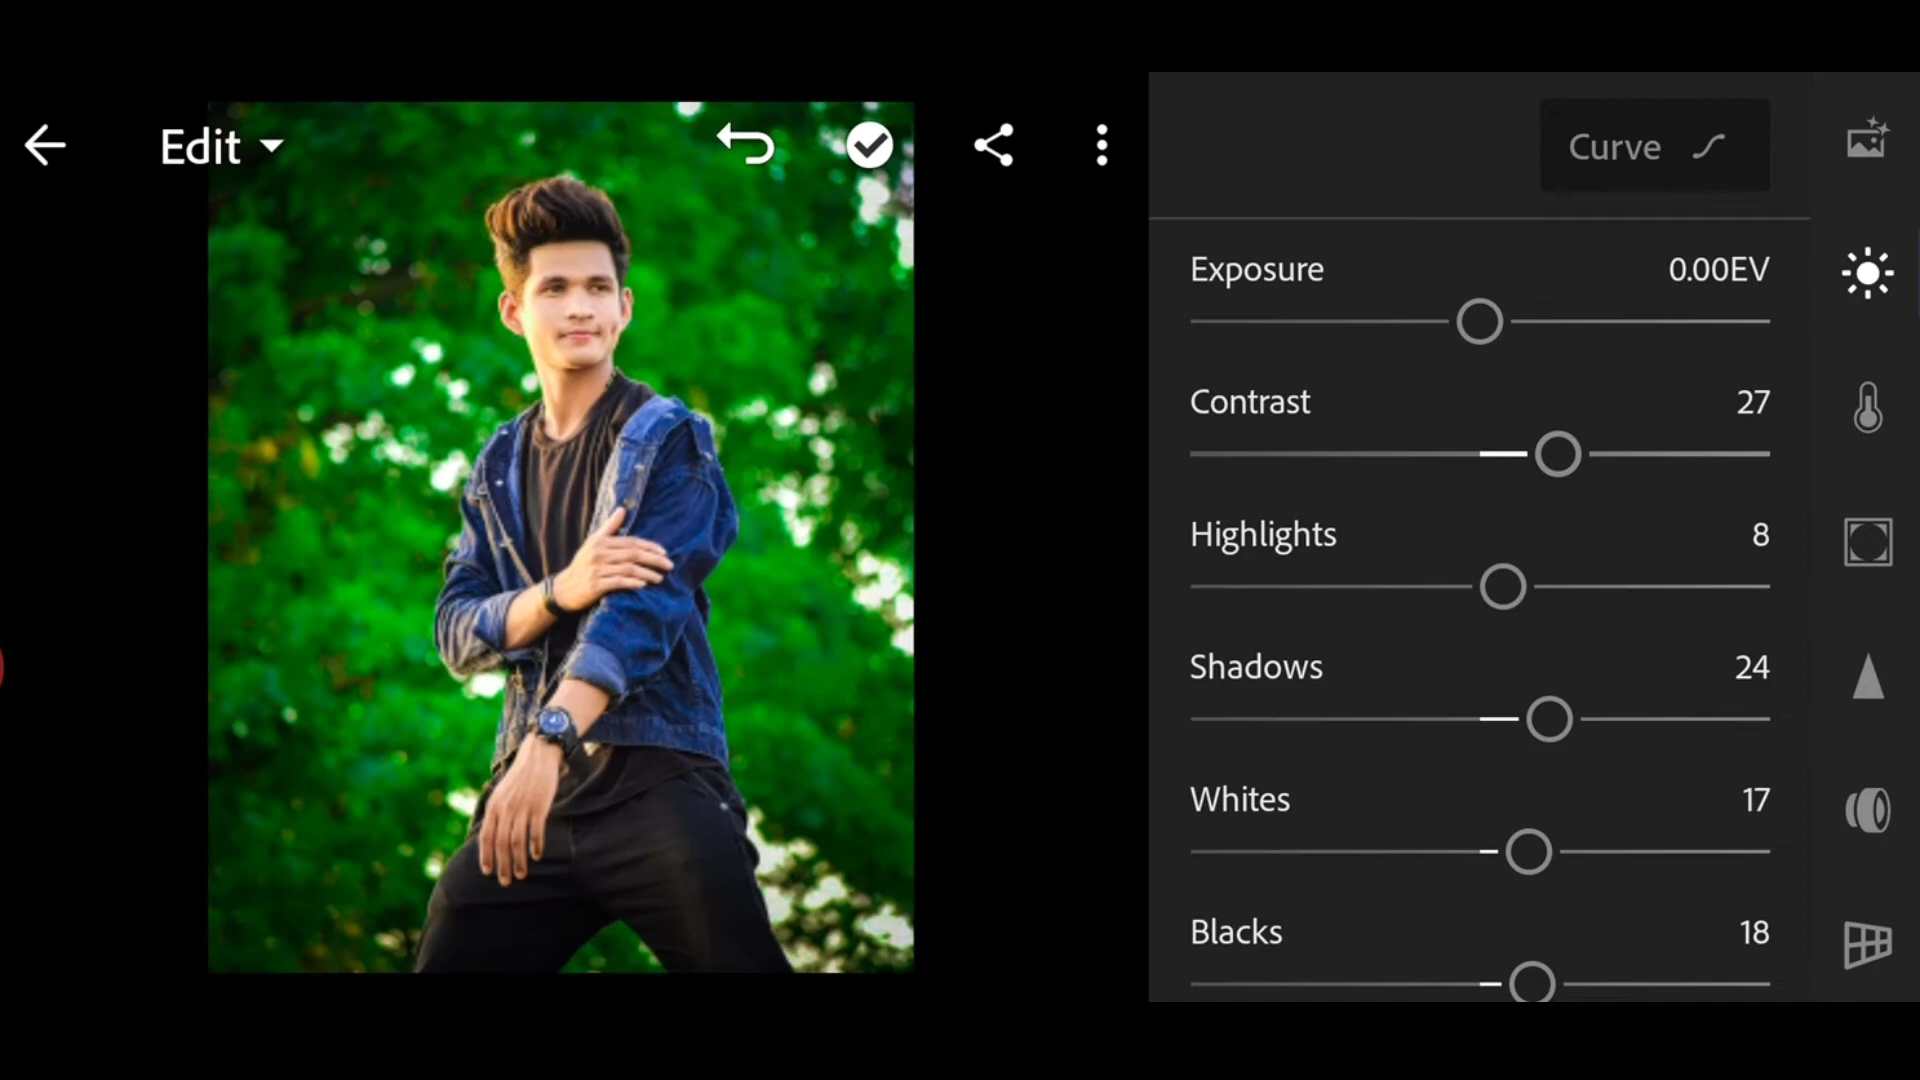 Edit
Curve
Exposure 0.00EV
Contrast 27
Highlights 8
Shadows 24
Whites 17
Blacks 18